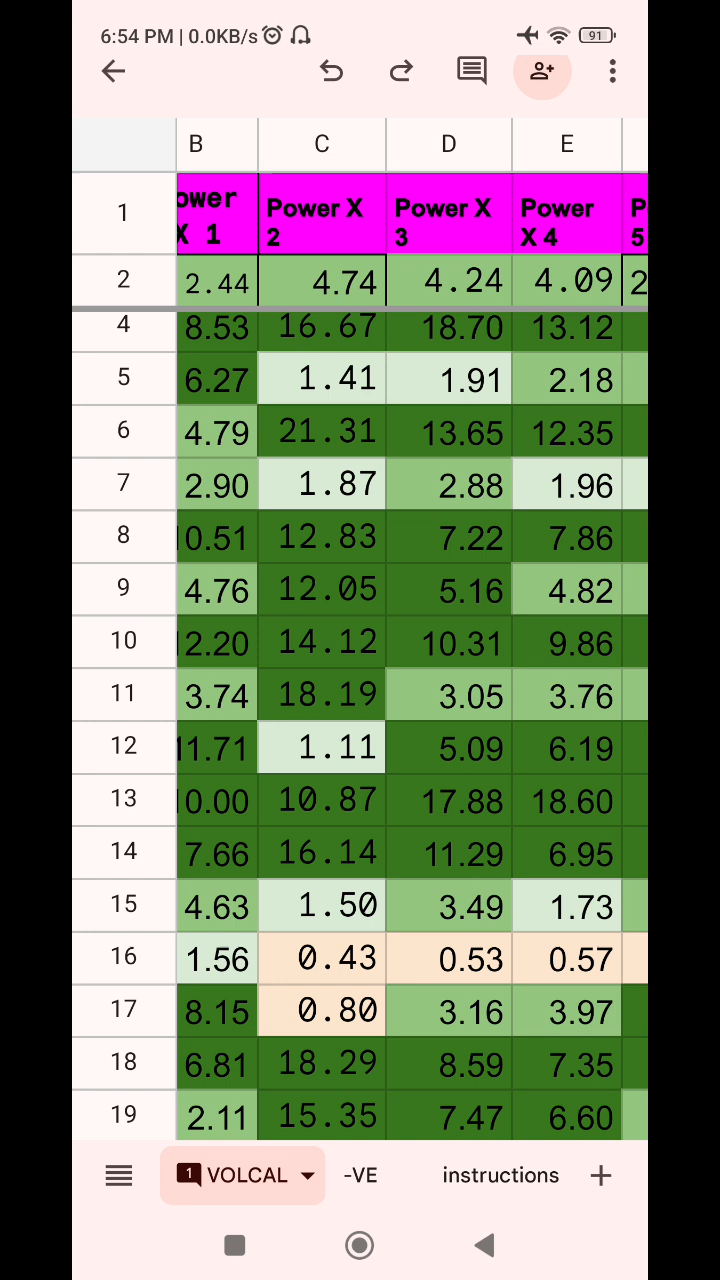 6:54 PM | 0.0KB/s 91
B C D E
1 ower X 1 Power X 2 Power X 3 Power X 4 P 5
2 2.44 4.74 4.24 4.09 2
4 8.53 16.67 18.70 13.12
5 6.27 1.41 1.91 2.18
6 4.79 21.31 13.65 12.35
7 2.90 1.87 2.88 1.96
8 0.51 12.83 7.22 7.86
9 4.76 12.05 5.16 4.82
10 2.20 14.12 10.31 9.86
11 3.74 18.19 3.05 3.76
12 11.71 1.11 5.09 6.19
13 0.00 10.87 17.88 18.60
14 7.66 16.14 11.29 6.95
15 4.63 1.50 3.49 1.73
16 1.56 0.43 0.53 0.57
17 8.15 0.80 3.16 3.97
18 6.81 18.29 8.59 7.35
19 2.11 15.35 7.47 6.60
1 VOLCAL -VE instructions